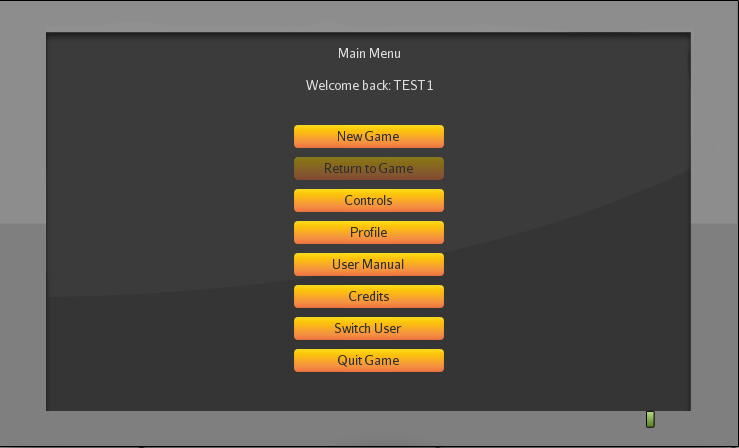 Main Menu
Welcome back: TEST1
New Game
Return to Game
Controls
Profile
User Manual
Credits
Switch User
Quit Game